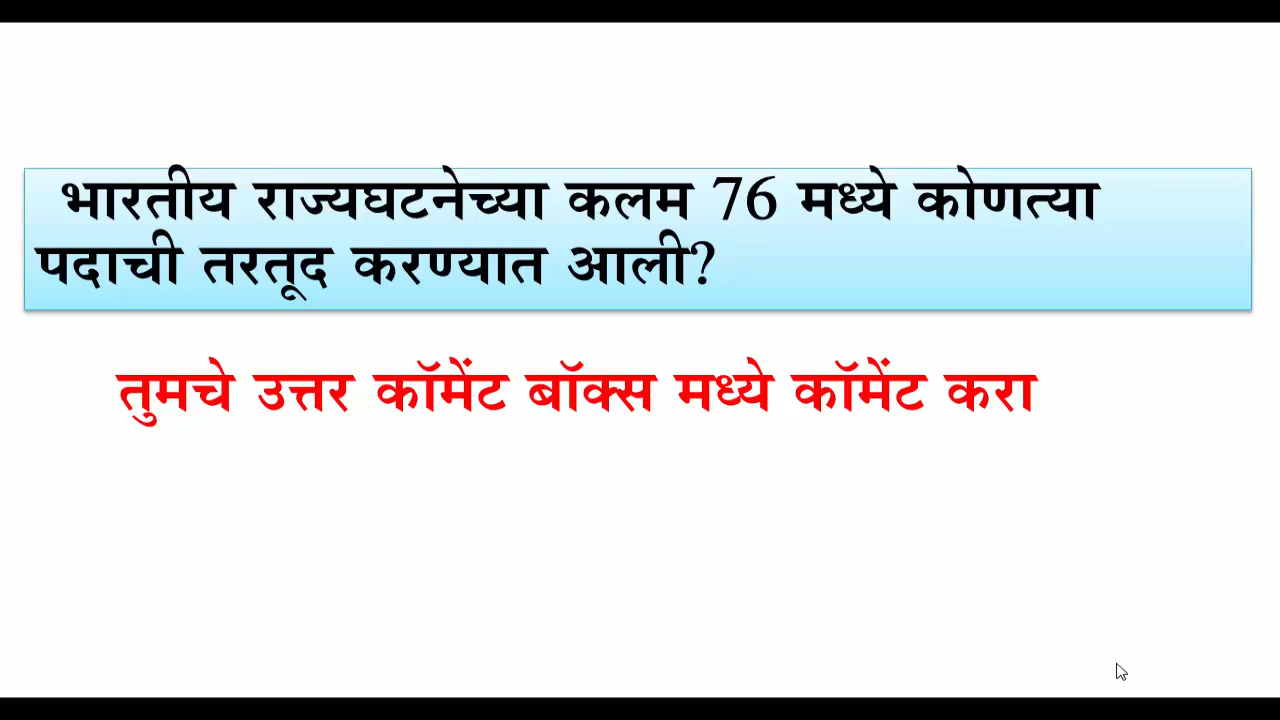 भारतीय राज्यघटनेच्या कलम 76 मध्ये कोणत्या
पदाची तरतूद करण्यात आली?
तुमचे उत्तर कॉमेंट बॉक्स मध्ये कॉमेंट करा